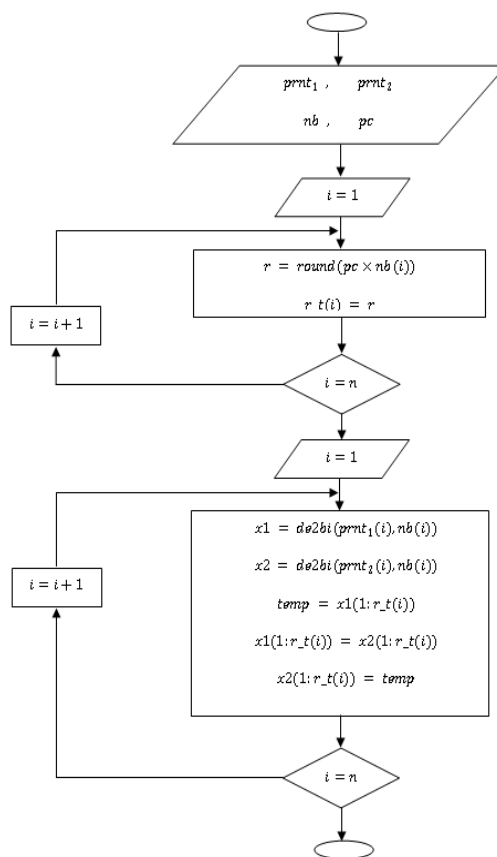 prnt₁ , prnt₂
nb , pc
i = 1
r = round(pc × nb(i))
r t(i) = r
i = i + 1
i = n
i = 1
x1 = de2bi(prnt₁(i), nb(i))
x2 = de2bi(prnt₂(i), nb(i))
i = i + 1
temp = x1(1: r_t(i))
x1(1: r_t(i)) = x2(1: r_t(i))
x2(1: r_t(i)) = temp
i = n